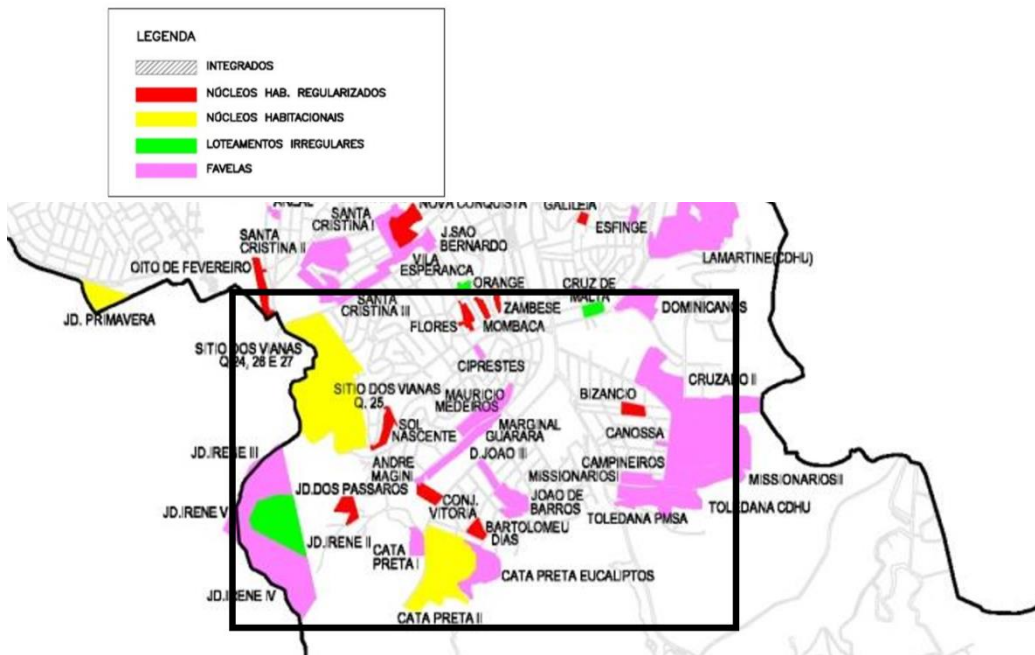 LEGENDA
INTEGRADOS
NÚCLEOS HAB. REGULARIZADOS
NÚCLEOS HABITACIONAIS
LOTEAMENTOS IRREGULARES
FAVELAS
NOVA CONQUISTA
GALILEIA
SANTA
CRISTINA I
ESFINGE
SANTA
CRISTINA II
J.SAO
BERNARDO
LAMARTINE(CDHU)
OITO DE FEVEREIRO
VILA
ESPERANCA
ORANGE
CRUZ DE
MALTA
JD. PRIMAVERA
SANTA
CRISTINA III
FLORES
ZAMBESE
MOMBACA
DOMINICANOS
SITIO DOS VIANAS
Q.24, 26 E 27
CIPRESTES
SITIO DOS VIANAS
Q. 25
MAURICIO
MEDEIROS
BIZANCIO
CRUZADO II
SOL
NASCENTE
MARGINAL
GUARARA
CANOSSA
JD.IRENE III
ANDRE
MAGINI
D.JOAO III
CAMPINEIROS
MISSIONARIOS I
MISSIONARIOS II
JD.DOS PASSAROS
CONJ.
VITORIA
JOAO DE
BARROS
JD.IRENE V
TOLEDANA PMSA
TOLEDANA CDHU
JD.IRENE II
BARTOLOMEU
DIAS
CATA
PRETA I
CATA PRETA EUCALIPTOS
JD.IRENE IV
CATA PRETA II